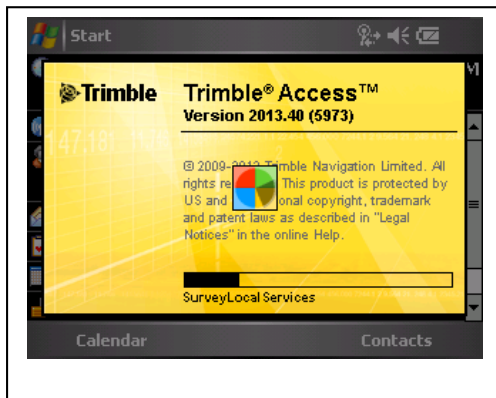 Start
Trimble
Trimble® Access™
Version 2013.40 (5973)
© 2009-2013 Trimble Navigation Limited. All
rights re This product is protected by
US and onal copyright, trademark
and patent laws as described in "Legal
Notices" in the online Help.
SurveyLocal Services
Calendar
Contacts